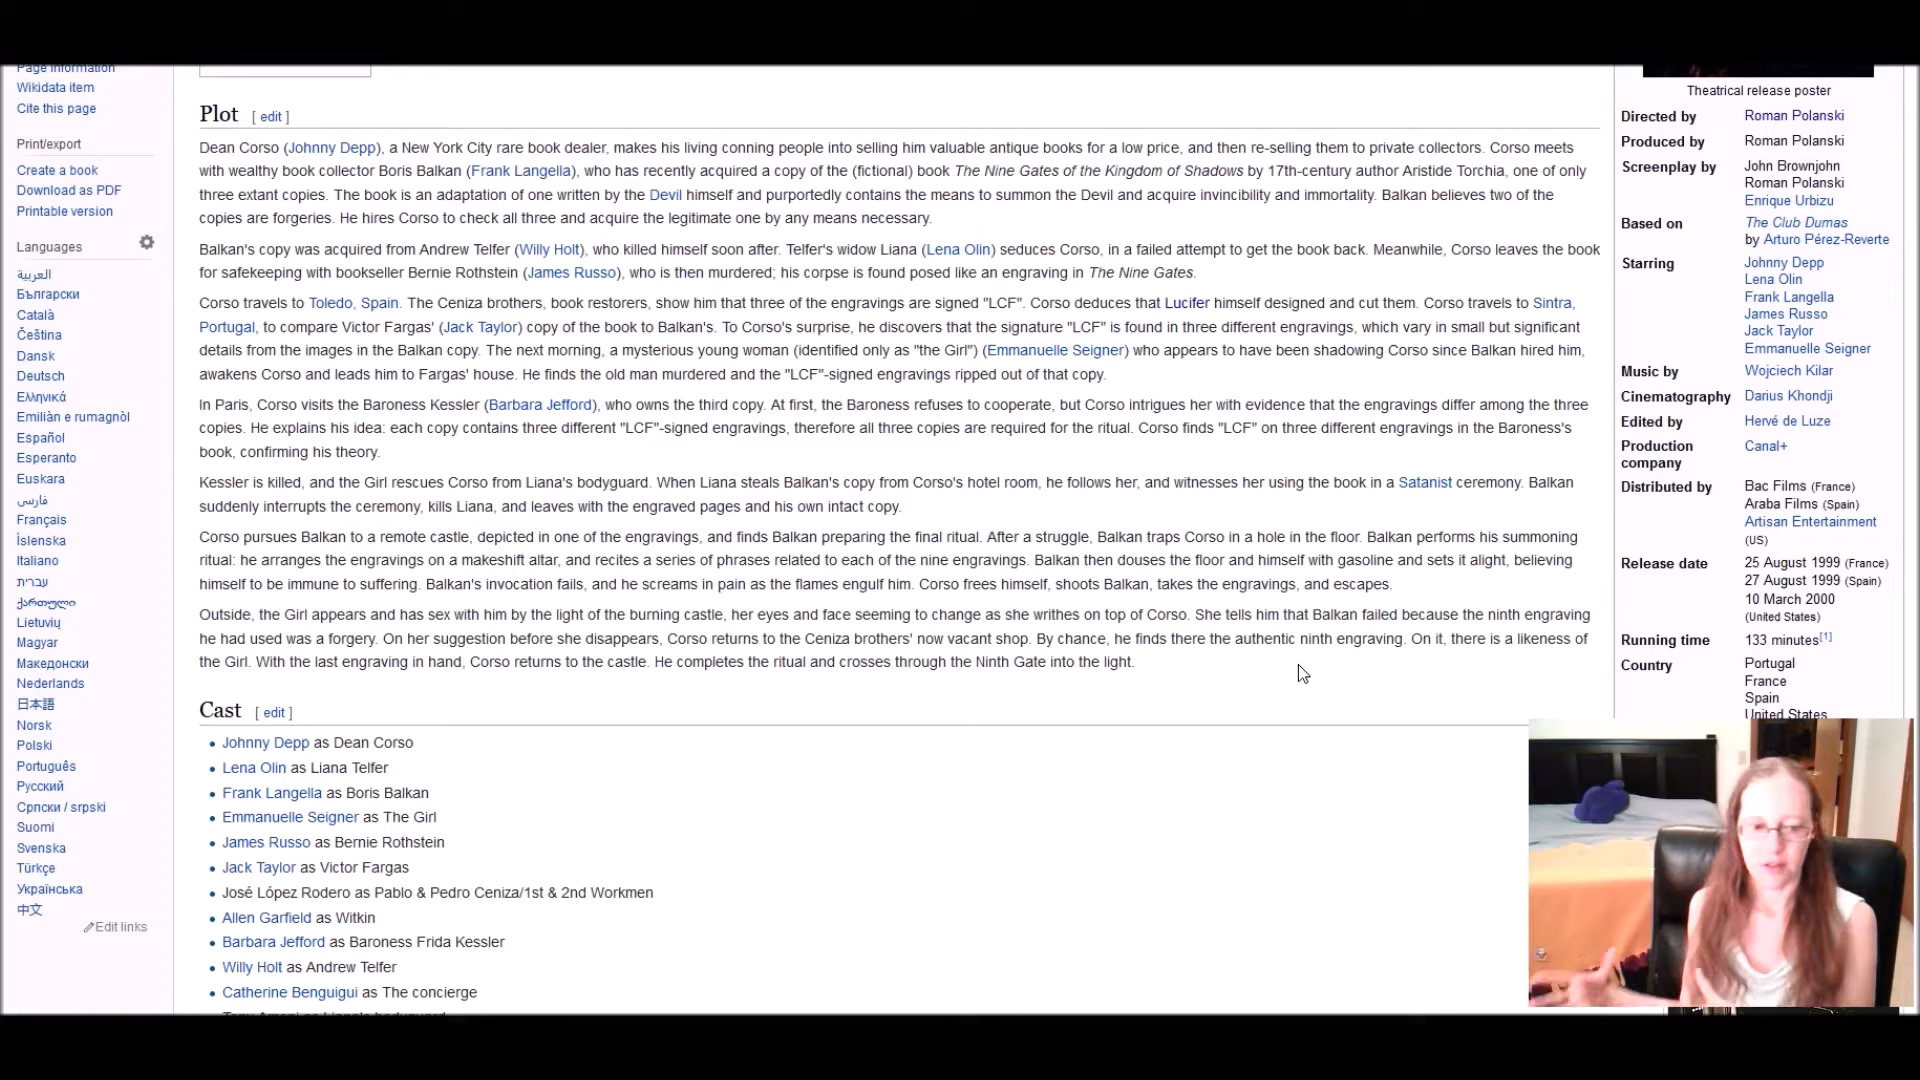 Page information
Wikidata item
Cite this page
Print/export
Create a book
Download as PDF
Printable version
Languages
العربية
Български
Català
Čeština
Dansk
Deutsch
Ελληνικά
Emiliàn e rumagnòl
Español
Esperanto
Euskara
فارسی
Français
Íslenska
Italiano
עברית
ქართული
Lietuvių
Magyar
Македонски
Nederlands
日本語
Norsk
Polski
Português
Русский
Српски / srpski
Suomi
Svenska
Türkçe
Українська
中文
Edit links
Plot [ edit ]
Dean Corso (Johnny Depp), a New York City rare book dealer, makes his living conning people into selling him valuable antique books for a low price, and then re-selling them to private collectors. Corso meets
with wealthy book collector Boris Balkan (Frank Langella), who has recently acquired a copy of the (fictional) book The Nine Gates of the Kingdom of Shadows by 17th-century author Aristide Torchia, one of only
three extant copies. The book is an adaptation of one written by the Devil himself and purportedly contains the means to summon the Devil and acquire invincibility and immortality. Balkan believes two of the
copies are forgeries. He hires Corso to check all three and acquire the legitimate one by any means necessary.
Balkan's copy was acquired from Andrew Telfer (Willy Holt), who killed himself soon after. Telfer's widow Liana (Lena Olin) seduces Corso, in a failed attempt to get the book back. Meanwhile, Corso leaves the book
for safekeeping with bookseller Bernie Rothstein (James Russo), who is then murdered; his corpse is found posed like an engraving in The Nine Gates.
Corso travels to Toledo, Spain. The Ceniza brothers, book restorers, show him that three of the engravings are signed "LCF". Corso deduces that Lucifer himself designed and cut them. Corso travels to Sintra,
Portugal, to compare Victor Fargas' (Jack Taylor) copy of the book to Balkan's. To Corso's surprise, he discovers that the signature "LCF" is found in three different engravings, which vary in small but significant
details from the images in the Balkan copy. The next morning, a mysterious young woman (identified only as "the Girl") (Emmanuelle Seigner) who appears to have been shadowing Corso since Balkan hired him,
awakens Corso and leads him to Fargas' house. He finds the old man murdered and the "LCF"-signed engravings ripped out of that copy.
In Paris, Corso visits the Baroness Kessler (Barbara Jefford), who owns the third copy. At first, the Baroness refuses to cooperate, but Corso intrigues her with evidence that the engravings differ among the three
copies. He explains his idea: each copy contains three different "LCF"-signed engravings, therefore all three copies are required for the ritual. Corso finds "LCF" on three different engravings in the Baroness's
book, confirming his theory.
Kessler is killed, and the Girl rescues Corso from Liana's bodyguard. When Liana steals Balkan's copy from Corso's hotel room, he follows her, and witnesses her using the book in a Satanist ceremony. Balkan
suddenly interrupts the ceremony, kills Liana, and leaves with the engraved pages and his own intact copy.
Corso pursues Balkan to a remote castle, depicted in one of the engravings, and finds Balkan preparing the final ritual. After a struggle, Balkan traps Corso in a hole in the floor. Balkan performs his summoning
ritual: he arranges the engravings on a makeshift altar, and recites a series of phrases related to each of the nine engravings. Balkan then douses the floor and himself with gasoline and sets it alight, believing
himself to be immune to suffering. Balkan's invocation fails, and he screams in pain as the flames engulf him. Corso frees himself, shoots Balkan, takes the engravings, and escapes.
Outside, the Girl appears and has sex with him by the light of the burning castle, her eyes and face seeming to change as she writhes on top of Corso. She tells him that Balkan failed because the ninth engraving
he had used was a forgery. On her suggestion before she disappears, Corso returns to the Ceniza brothers' now vacant shop. By chance, he finds there the authentic ninth engraving. On it, there is a likeness of
the Girl. With the last engraving in hand, Corso returns to the castle. He completes the ritual and crosses through the Ninth Gate into the light.
Cast [ edit ]
Johnny Depp as Dean Corso
Lena Olin as Liana Telfer
Frank Langella as Boris Balkan
Emmanuelle Seigner as The Girl
James Russo as Bernie Rothstein
Jack Taylor as Victor Fargas
José López Rodero as Pablo & Pedro Ceniza/1st & 2nd Workmen
Allen Garfield as Witkin
Barbara Jefford as Baroness Frida Kessler
Willy Holt as Andrew Telfer
Catherine Benguigui as The concierge
Theatrical release poster
Directed by Roman Polanski
Produced by Roman Polanski
Screenplay by John Brownjohn
Roman Polanski
Enrique Urbizu
Based on The Club Dumas
by Arturo Pérez-Reverte
Starring Johnny Depp
Lena Olin
Frank Langella
James Russo
Jack Taylor
Emmanuelle Seigner
Music by Wojciech Kilar
Cinematography Darius Khondji
Edited by Hervé de Luze
Production Canal+
company
Distributed by Bac Films (France)
Araba Films (Spain)
Artisan Entertainment
(US)
Release date 25 August 1999 (France)
27 August 1999 (Spain)
10 March 2000
(United States)
Running time 133 minutes[1]
Country Portugal
France
Spain
United States